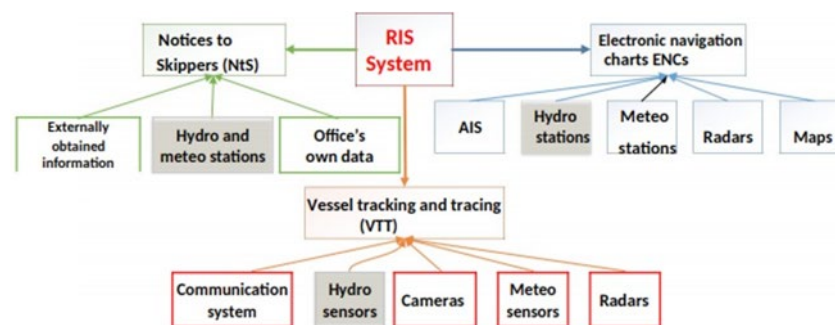 Notices to
Skippers (NtS)
RIS
System
Electronic navigation
charts ENCs
Externally
obtained
information
Hydro and
meteo stations
Office's
own data
AIS
Hydro
stations
Meteo
stations
Radars
Maps
Vessel tracking and tracing
(VTT)
Communication
system
Hydro
sensors
Cameras
Meteo
sensors
Radars